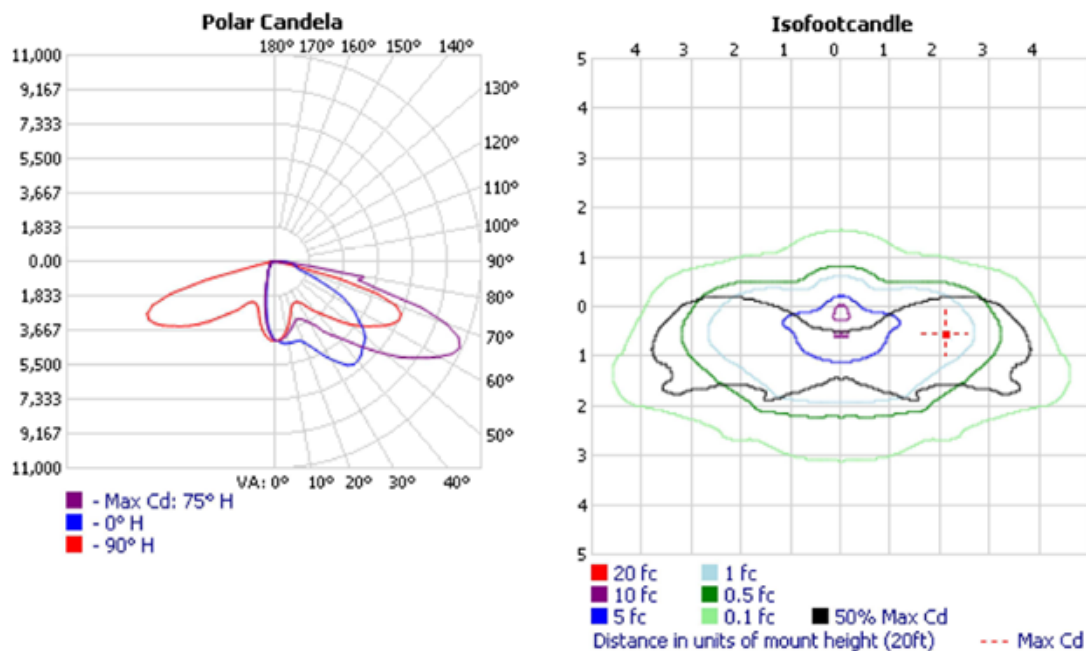 Polar Candela
180° 170° 160° 150° 140°
11,000
9,167
7,333
5,500
3,667
1,833
0.00
1,833
3,667
5,500
7,333
9,167
11,000
130°
120°
110°
100°
90°
80°
70°
60°
50°
VA: 0° 10° 20° 30° 40°
- Max Cd: 75° H
- 0° H
- 90° H
Isofootcandle
4 3 2 1 0 1 2 3 4
5
4
3
2
1
0
1
2
3
4
5
20 fc 1 fc
10 fc 0.5 fc
5 fc 0.1 fc 50% Max Cd
Distance in units of mount height (20ft) --- Max Cd